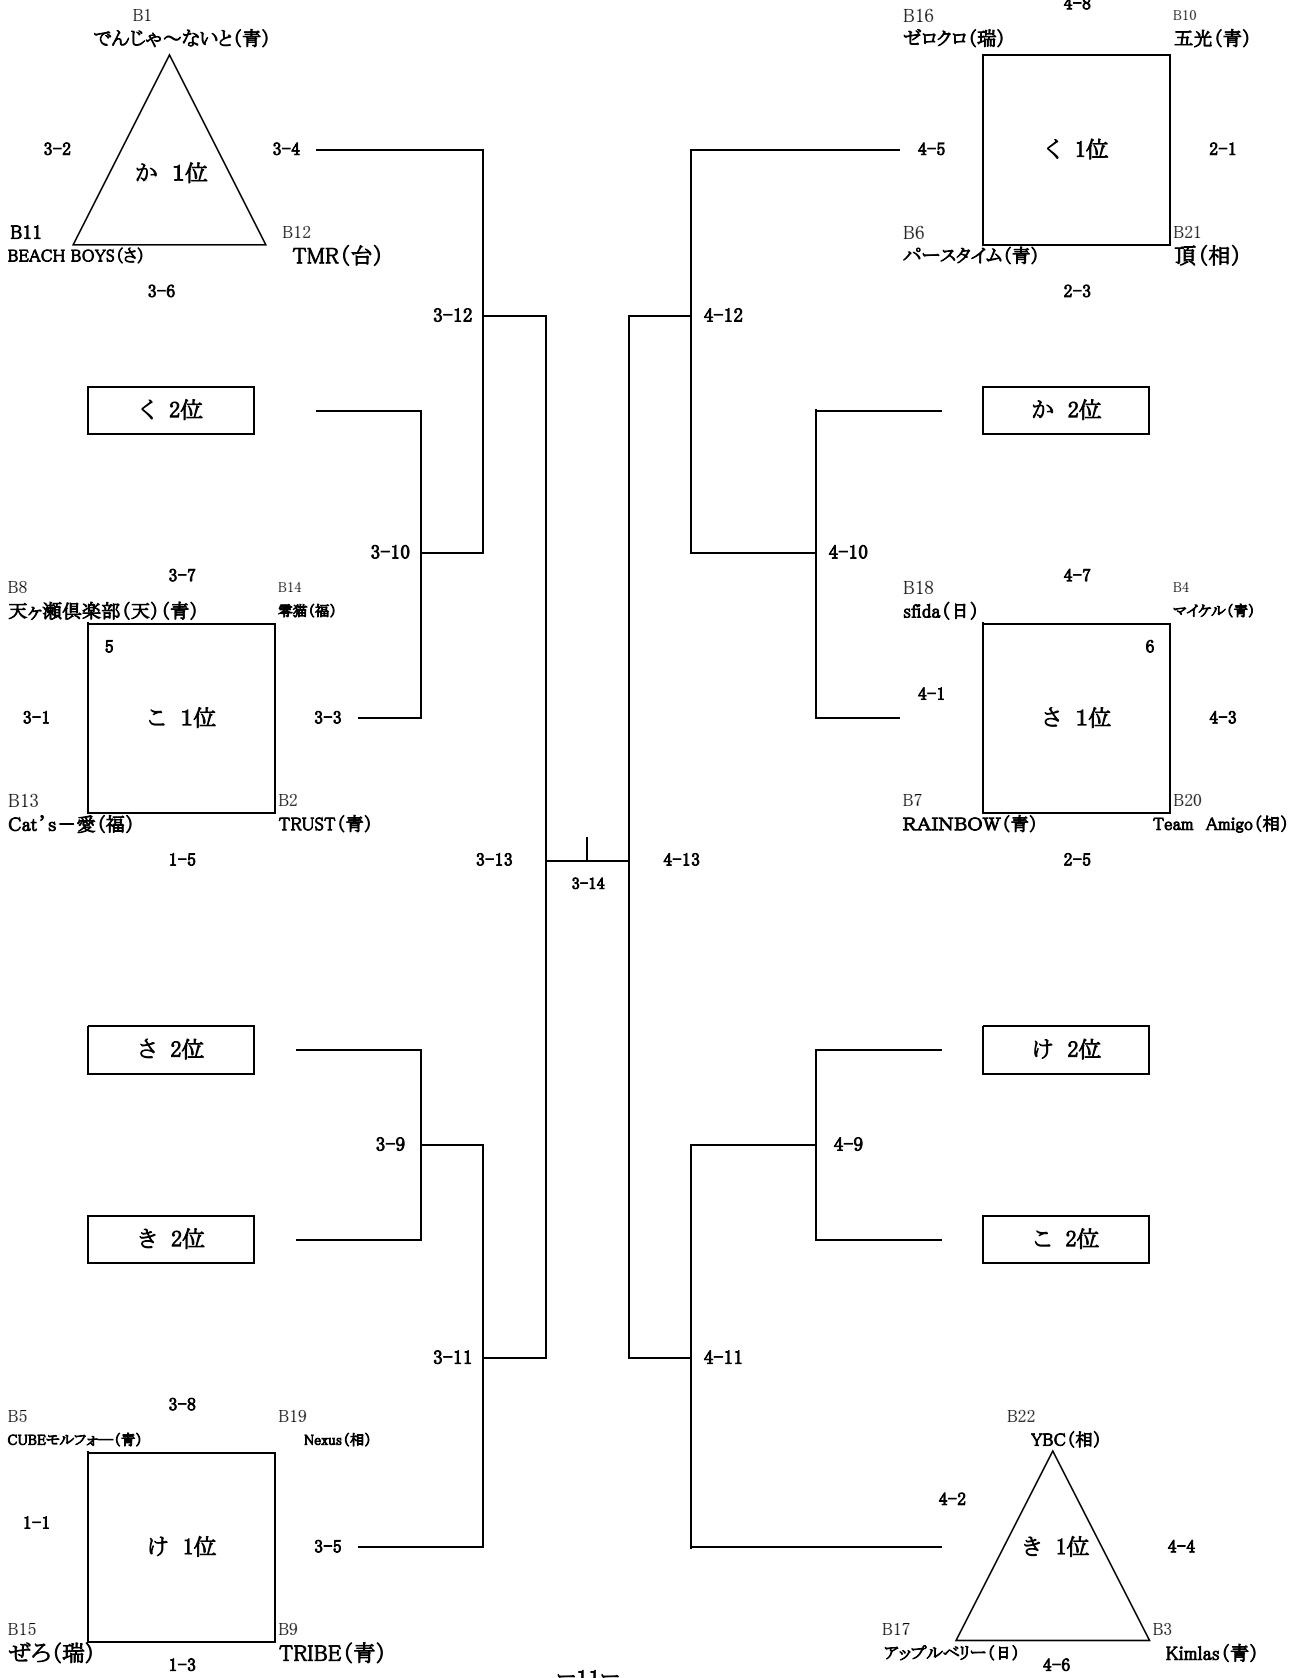 B1
でんじゃ～ないと(青)
3-2
3-4
か 1位
B11
BEACH BOYS(さ)
B12
TMR(台)
3-6
4-8
B16
ゼロクロ(瑞)
B10
五光(青)
4-5
く 1位
2-1
B6
パースタイム(青)
B21
頂(相)
2-3
3-12
4-12
く 2位
か 2位
3-10
4-10
3-7
B8
天ヶ瀬倶楽部(天)(青)
B14
零猫(福)
5
3-1
こ 1位
3-3
B13
Cat's－愛(福)
B2
TRUST(青)
1-5
4-7
B18
sfida(日)
B4
マイケル(青)
6
4-1
さ 1位
4-3
B7
RAINBOW(青)
B20
Team Amigo(相)
2-5
3-13
4-13
3-14
さ 2位
け 2位
3-9
4-9
き 2位
こ 2位
3-11
4-11
3-8
B5
CUBEモルフォー(青)
B19
Nexus(相)
1-1
け 1位
3-5
B15
ぜろ(瑞)
B9
TRIBE(青)
1-3
B22
YBC(相)
4-2
き 1位
4-4
B17
アップルベリー(日)
B3
Kimlas(青)
4-6
－11－